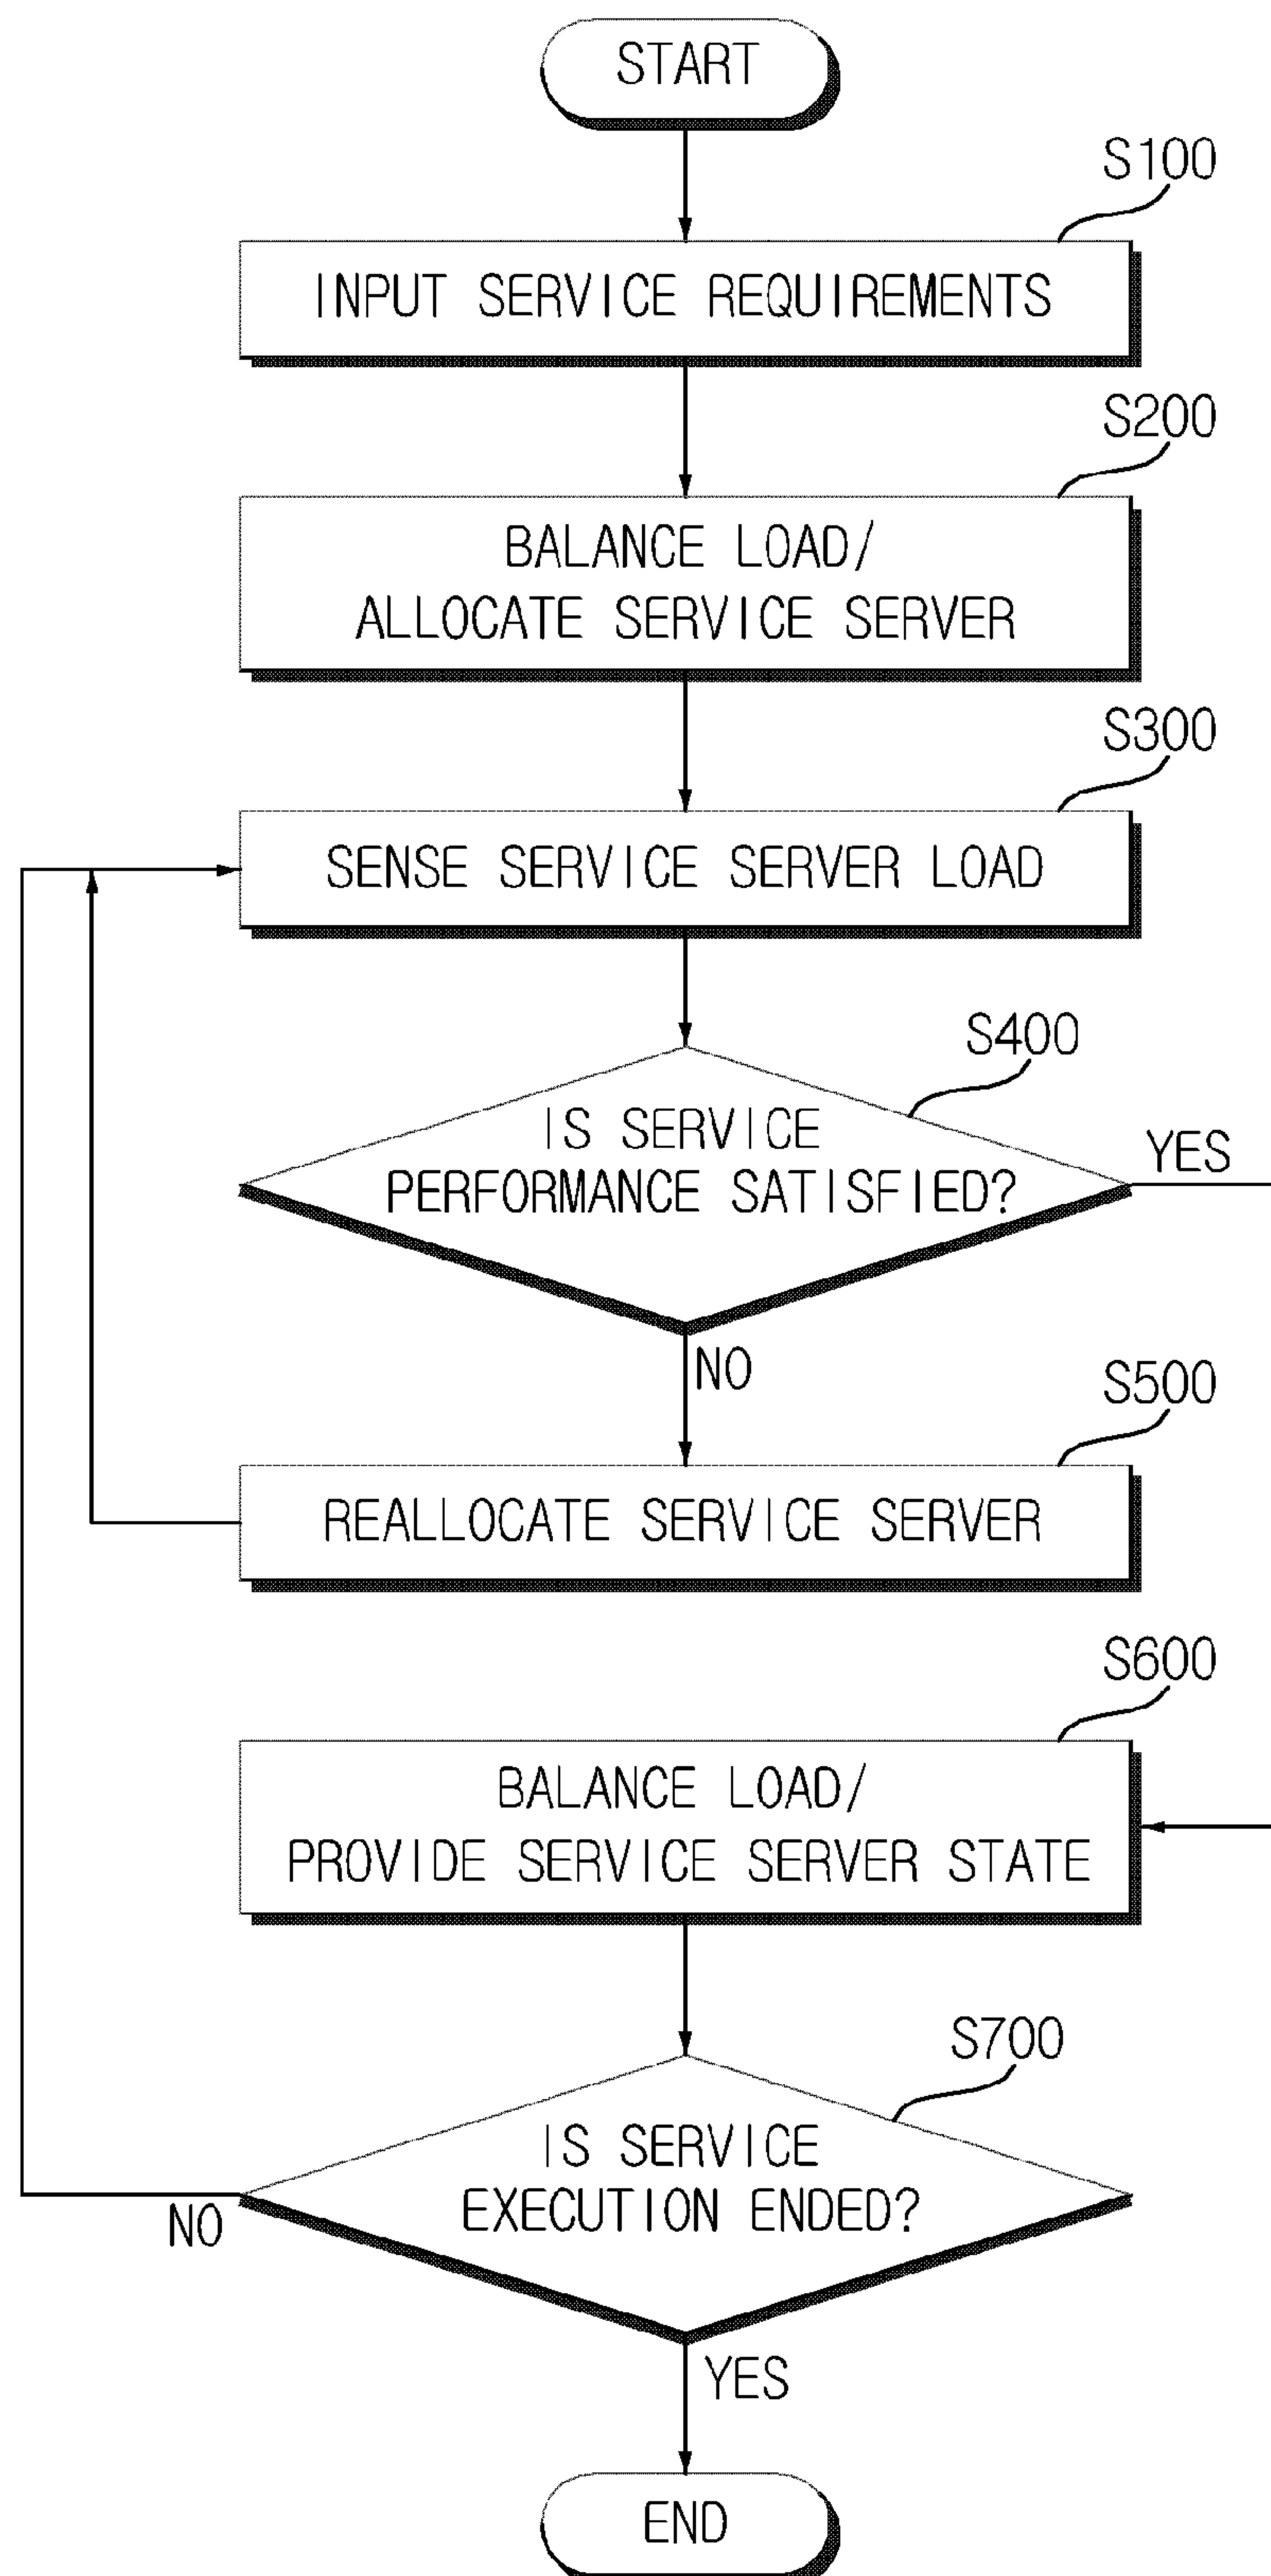 START
S100
INPUT SERVICE REQUIREMENTS
S200
BALANCE LOAD/
ALLOCATE SERVICE SERVER
S300
SENSE SERVICE SERVER LOAD
S400
IS SERVICE
PERFORMANCE SATISFIED?
YES
NO
S500
REALLOCATE SERVICE SERVER
S600
BALANCE LOAD/
PROVIDE SERVICE SERVER STATE
S700
IS SERVICE
EXECUTION ENDED?
NO
YES
END